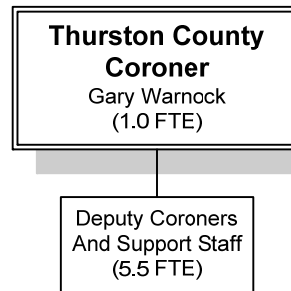 Thurston County
Coroner
Gary Warnock
(1.0 FTE)
Deputy Coroners
And Support Staff
(5.5 FTE)